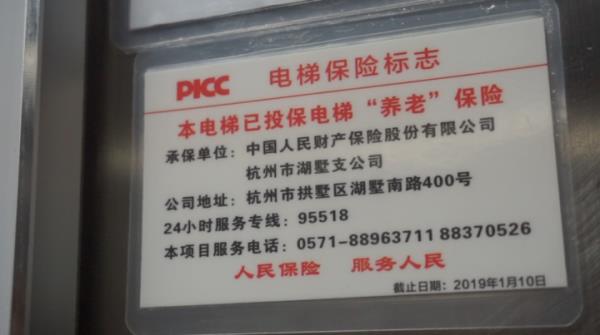 PICC 电梯保险标志
本电梯已投保电梯“养老”保险
承保单位：中国人民财产保险股份有限公司
杭州市湖墅支公司
公司地址：杭州市拱墅区湖墅南路400号
24小时服务专线：95518
本项目服务电话：0571-88963711 88370526
人民保险 服务人民
截止日期：2019年1月10日